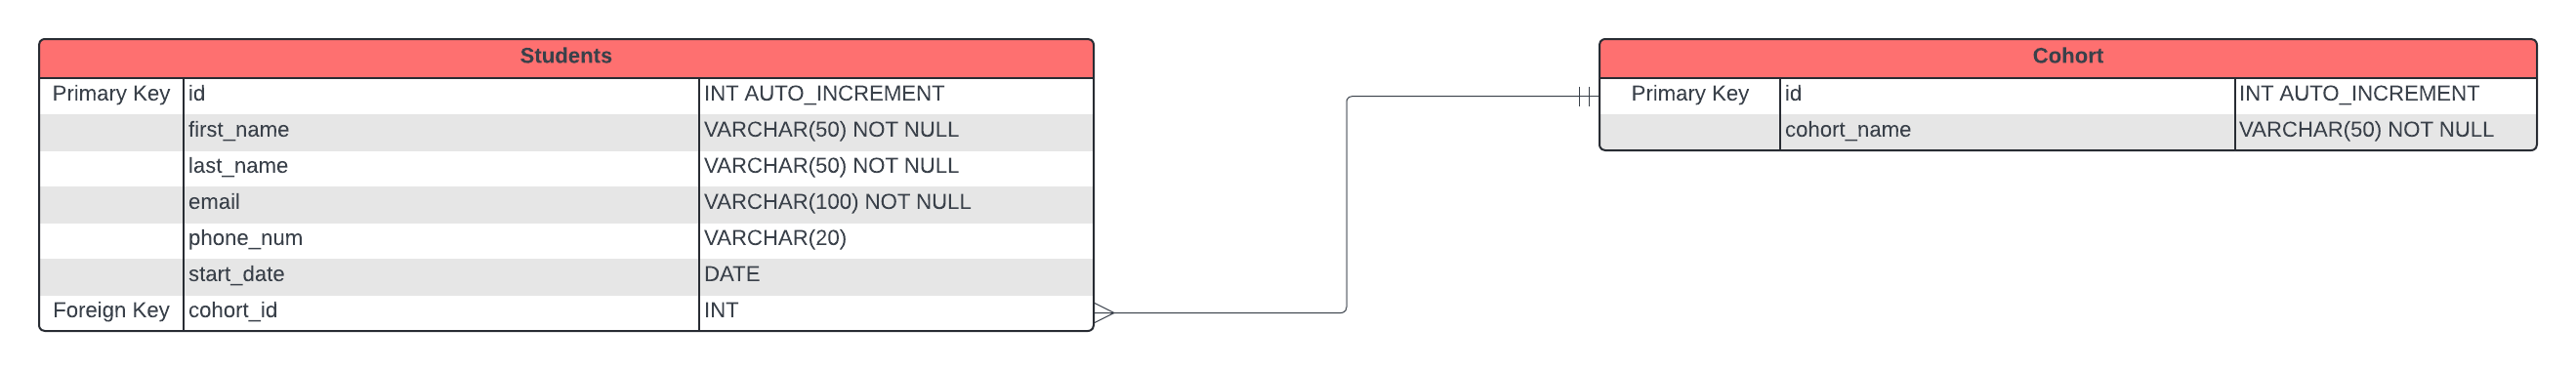 Students
Primary Key id INT AUTO_INCREMENT
first_name VARCHAR(50) NOT NULL
last_name VARCHAR(50) NOT NULL
email VARCHAR(100) NOT NULL
phone_num VARCHAR(20)
start_date DATE
Foreign Key cohort_id INT
Cohort
Primary Key id INT AUTO_INCREMENT
cohort_name VARCHAR(50) NOT NULL